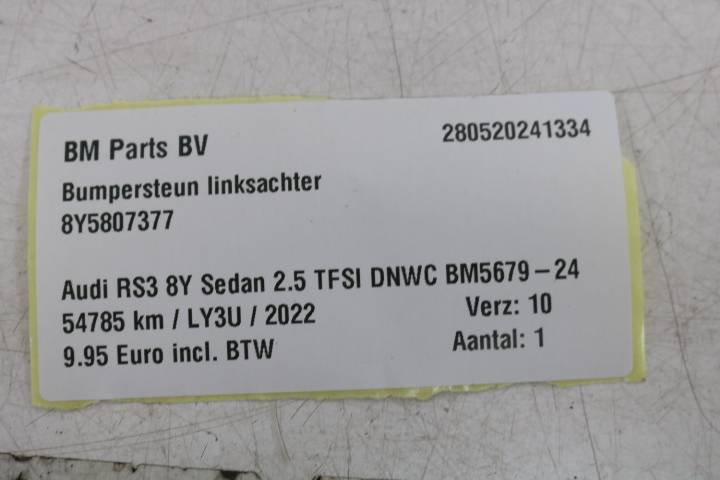 BM Parts BV 280520241334
Bumpersteun linksachter
8Y5807377
Audi RS3 8Y Sedan 2.5 TFSI DNWC BM5679-24
54785 km / LY3U / 2022 Verz: 10
9.95 Euro incl. BTW Aantal: 1